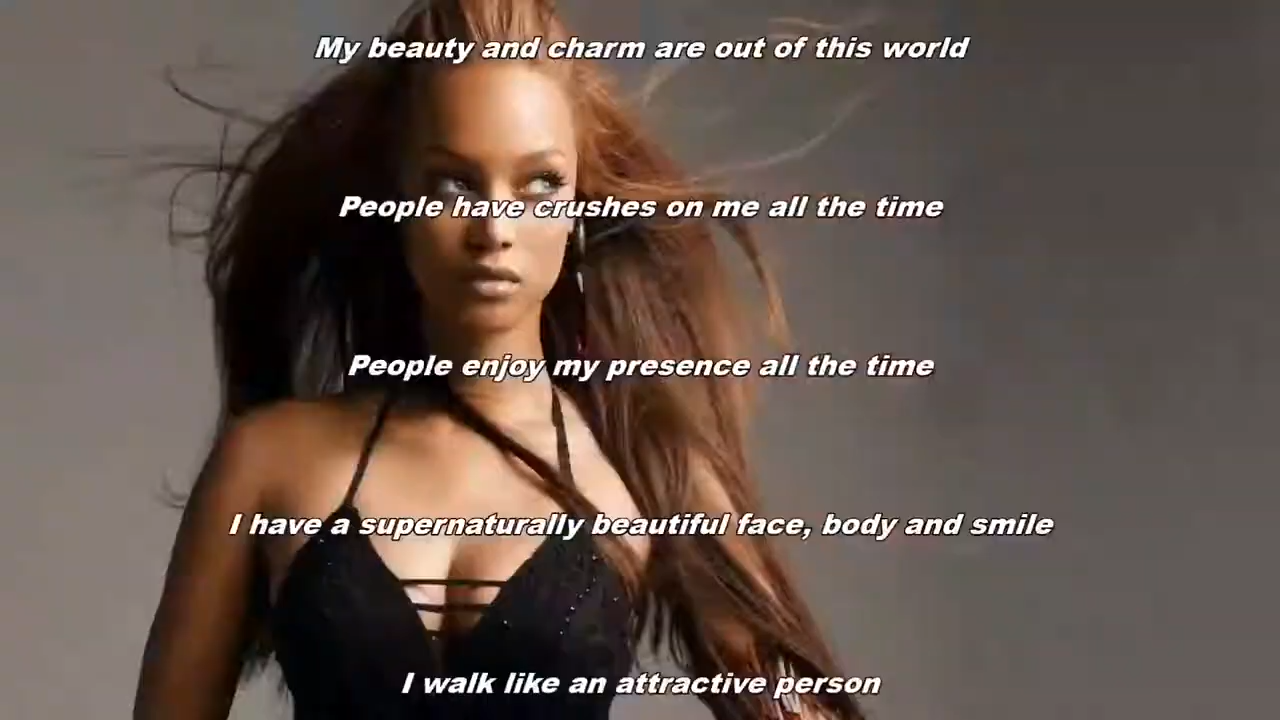 My beauty and charm are out of this world
People have crushes on me all the time
People enjoy my presence all the time
I have a supernaturally beautiful face, body and smile
I walk like an attractive person